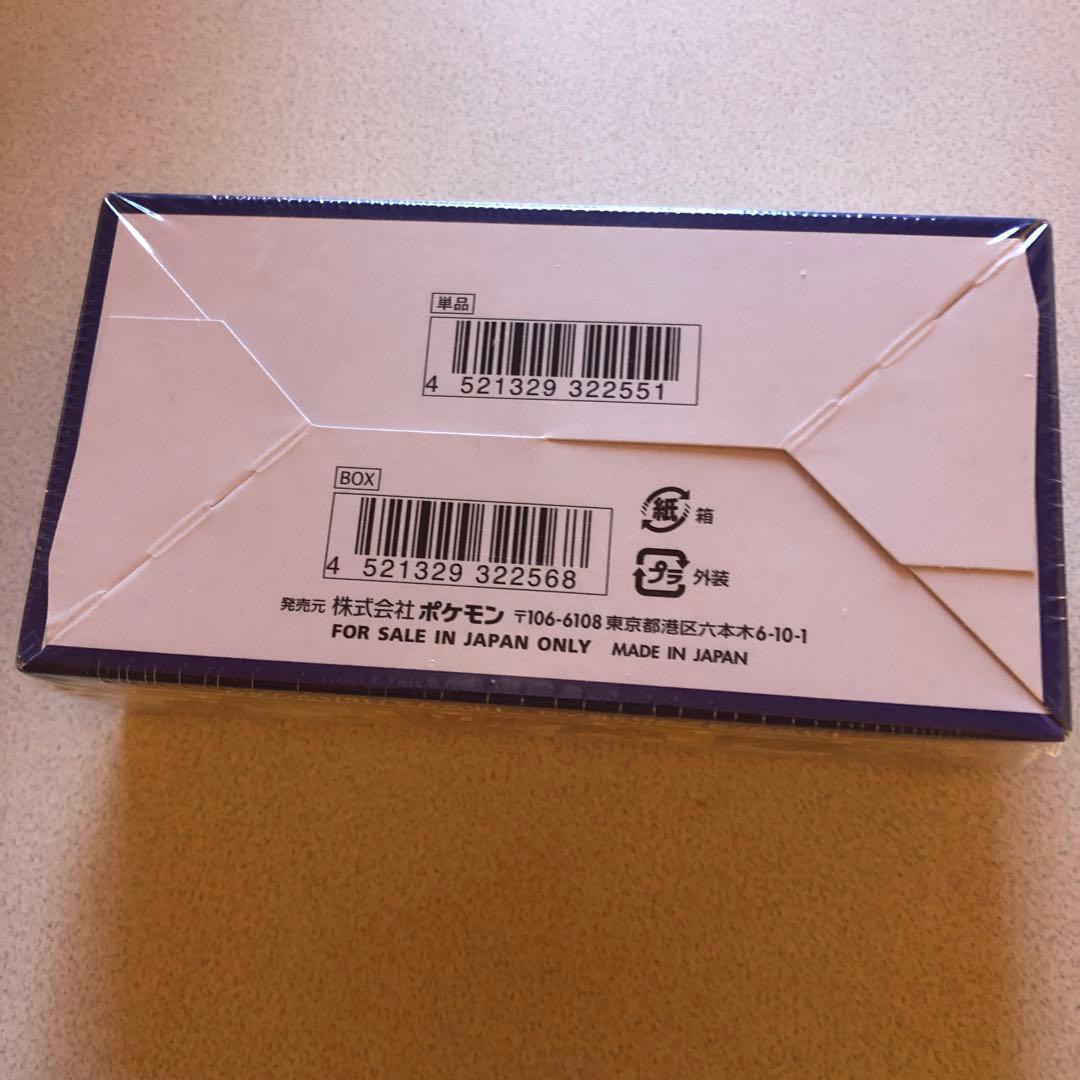 単品
4 521329 322551
BOX
4 521329 322568
紙 箱
プラ 外装
発売元 株式会社 ポケモン 〒106-6108 東京都港区六本木6-10-1
FOR SALE IN JAPAN ONLY MADE IN JAPAN